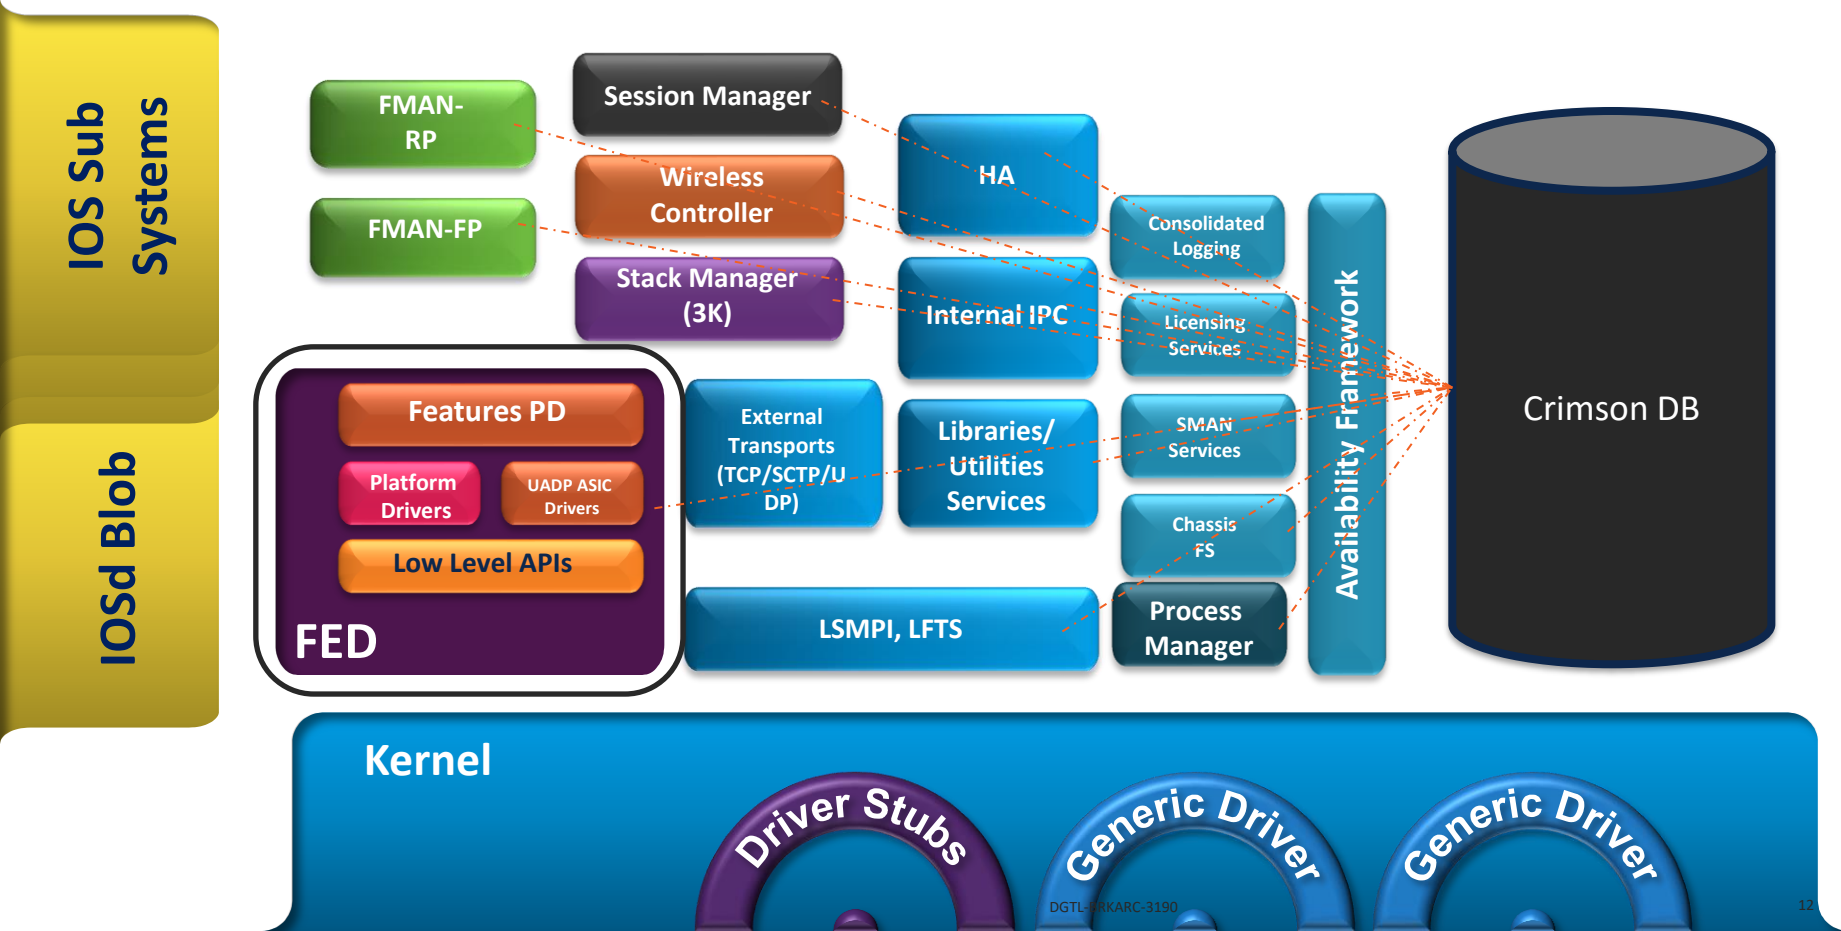 IOS Sub
Systems
IOSd Blob
FMAN-
RP
FMAN-FP
Session Manager
Wireless
Controller
Stack Manager
(3K)
HA
Internal IPC
Consolidated
Logging
Licensing
Services
SMAN
Services
Chassis
FS
Process
Manager
Availability Framework
Crimson DB
Features PD
Platform
Drivers
UADP ASIC
Drivers
Low Level APIs
FED
External
Transports
(TCP/SCTP/U
DP)
Libraries/
Utilities
Services
LSMPI, LFTS
Kernel
Driver Stubs
Generic Driver
Generic Driver
DGTL-BRKARC-3190
12